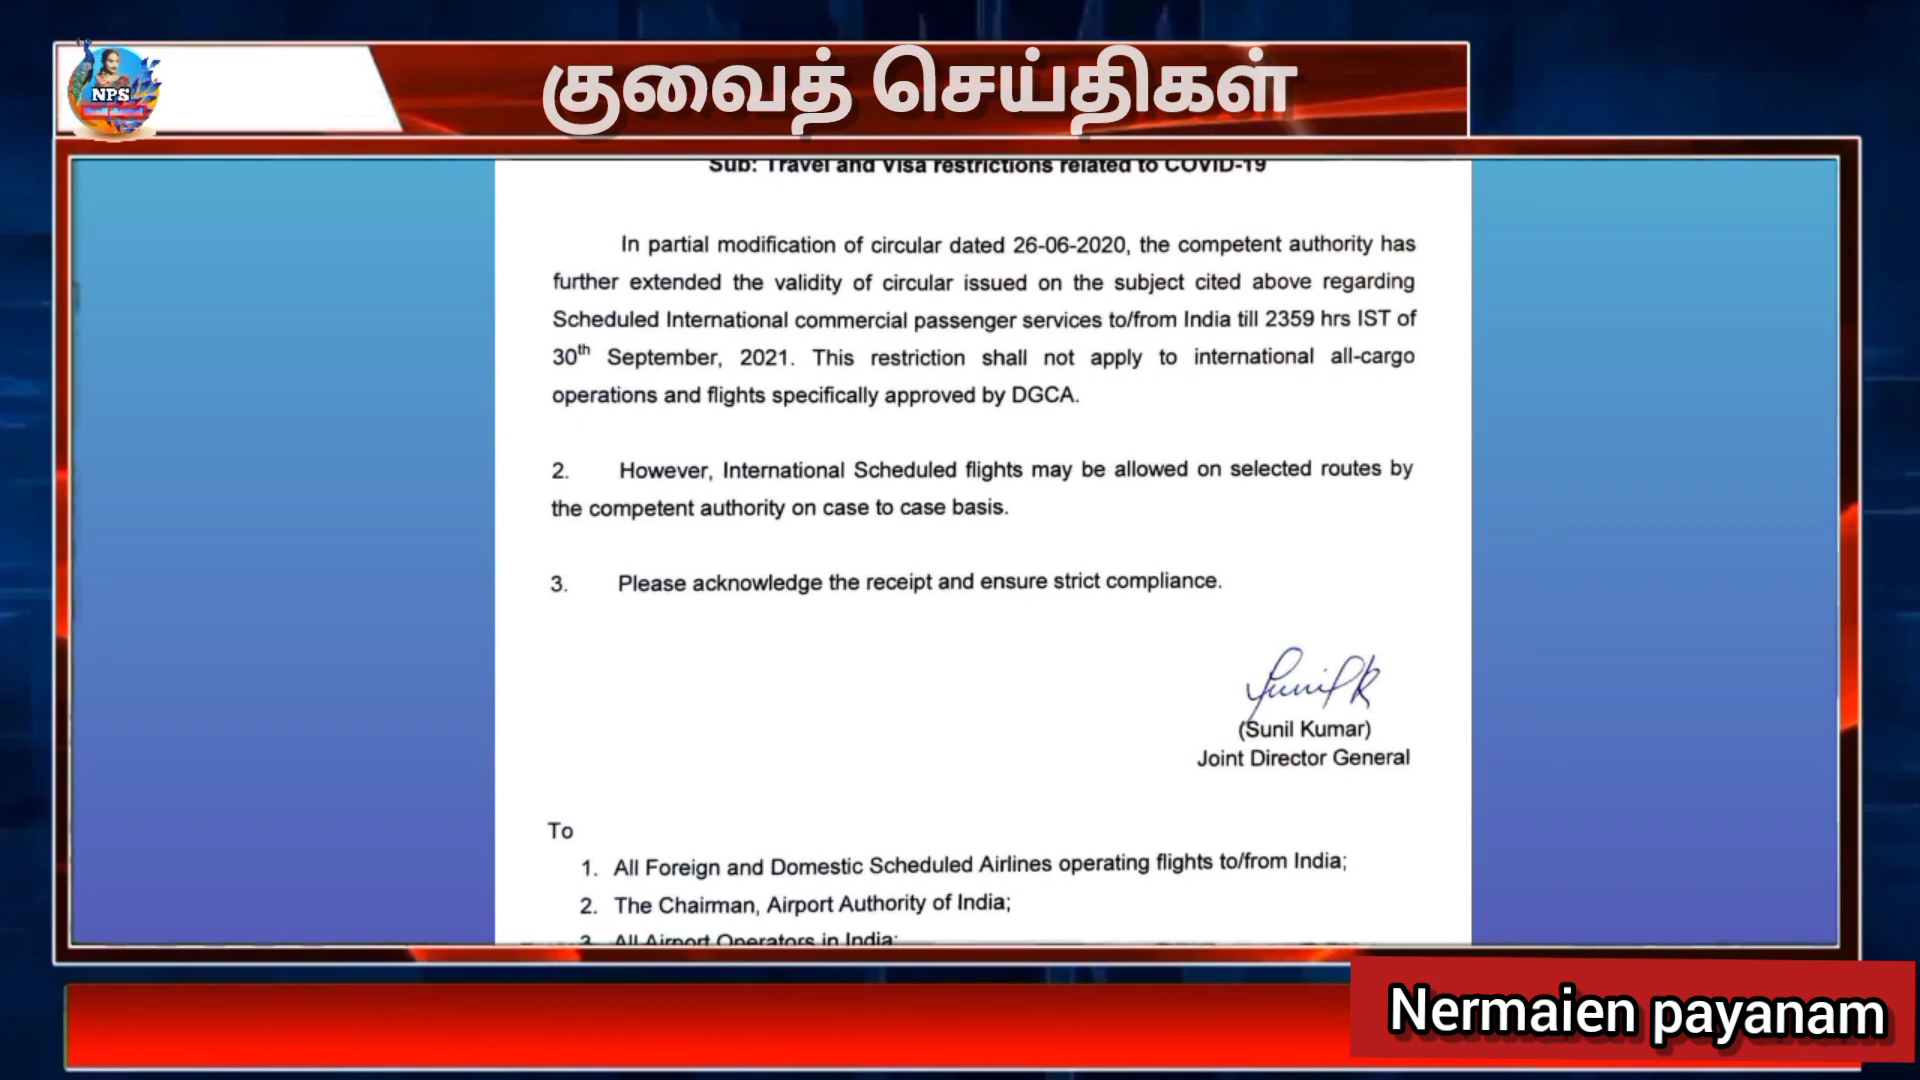 NPS
குவைத் செய்திகள்
Sub: Travel and Visa restrictions related to COVID-19
In partial modification of circular dated 26-06-2020, the competent authority has
further extended the validity of circular issued on the subject cited above regarding
Scheduled International commercial passenger services to/from India till 2359 hrs IST of
30th September, 2021. This restriction shall not apply to international all-cargo
operations and flights specifically approved by DGCA.
2. However, International Scheduled flights may be allowed on selected routes by
the competent authority on case to case basis.
3. Please acknowledge the receipt and ensure strict compliance.
Sunil K
(Sunil Kumar)
Joint Director General
To
1. All Foreign and Domestic Scheduled Airlines operating flights to/from India;
2. The Chairman, Airport Authority of India;
3. All Airport Operators in India;
Nermaien payanam